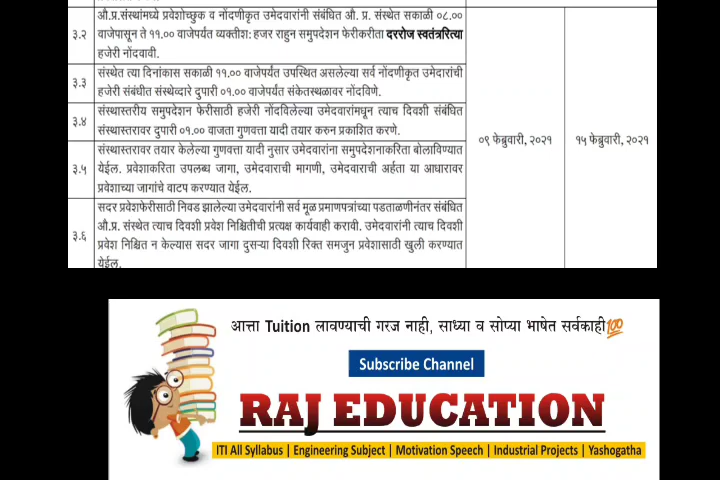 ३.२
औ.प्र.संस्थांमध्ये प्रवेशोच्छुक व नोंदणीकृत उमेदवारांनी संबंधित औ. प्र. संस्थेत सकाळी ०८.००
वाजेपासून ते ११.०० वाजेपर्यंत व्यक्तीश: हजर राहुन समुपदेशन फेरीकरीता दररोज स्वतंत्ररित्या
हजेरी नोंदवावी.
३.३
संस्थेत त्या दिनांकास सकाळी ११.०० वाजेपर्यंत उपस्थित असलेल्या सर्व नोंदणीकृत उमेदारांची
हजेरी संबंधीत संस्थेव्दारे दुपारी ०१.०० वाजेपर्यंत संकेतस्थळावर नोंदविणे.
३.४
संस्थास्तरीय समुपदेशन फेरीसाठी हजेरी नोंदविलेल्या उमेदवारांमधून त्याच दिवशी संबंधित
संस्थास्तरावर दुपारी ०१.०० वाजता गुणवत्ता यादी तयार करुन प्रकाशित करणे.
३.५
संस्थास्तरावर तयार केलेल्या गुणवत्ता यादी नुसार उमेदवारांना समुपदेशनाकरिता बोलाविण्यात
येईल. प्रवेशाकरिता उपलब्ध जागा, उमेदवाराची मागणी, उमेदवाराची अर्हता या आधारावर
प्रवेशाच्या जागांचे वाटप करण्यात येईल.
३.६
सदर प्रवेशफेरीसाठी निवड झालेल्या उमेदवारांनी सर्व मूळ प्रमाणपत्रांच्या पडताळणीनंतर संबंधित
औ.प्र. संस्थेत त्याच दिवशी प्रवेश निश्चितीची प्रत्यक्ष कार्यवाही करावी. उमेदवारांनी त्याच दिवशी
प्रवेश निश्चित न केल्यास सदर जागा दुसऱ्या दिवशी रिक्त समजुन प्रवेशासाठी खुली करण्यात
येईल.
०९ फेब्रुवारी, २०२१
१५ फेब्रुवारी, २०२१
आत्ता Tuition लावण्याची गरज नाही, साध्या व सोप्या भाषेत सर्वकाही💯
Subscribe Channel
RAJ EDUCATION
ITI All Syllabus | Engineering Subject | Motivation Speech | Industrial Projects | Yashogatha